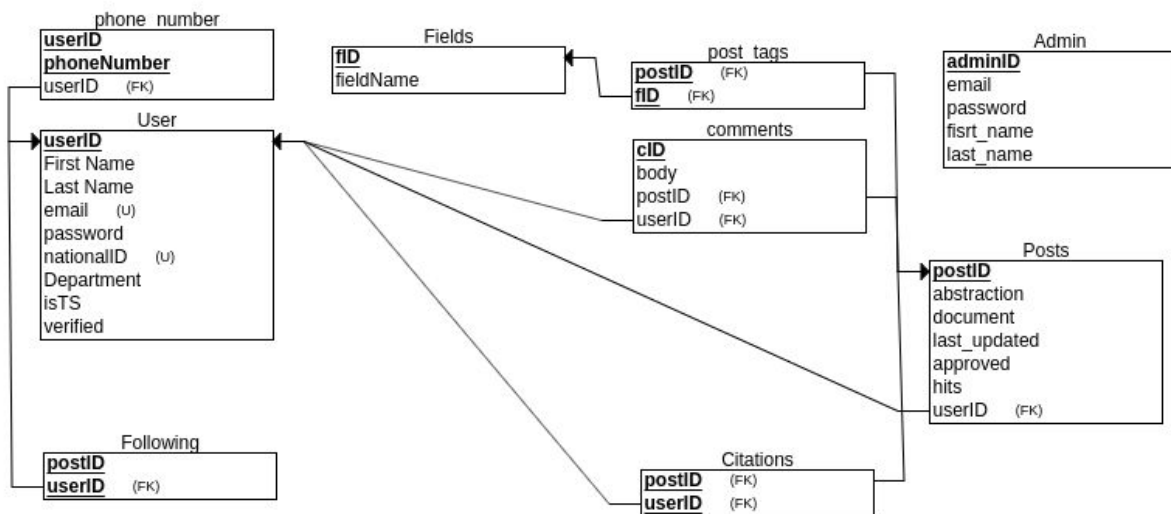 phone_number
userID
phoneNumber
userID (FK)
User
userID
First Name
Last Name
email (U)
password
nationalID (U)
Department
isTS
verified
Following
postID
userID (FK)
Fields
fID
fieldName
post_tags
postID (FK)
fID (FK)
comments
cID
body
postID (FK)
userID (FK)
Citations
postID (FK)
userID (FK)
Admin
adminID
email
password
fisrt_name
last_name
Posts
postID
abstraction
document
last_updated
approved
hits
userID (FK)